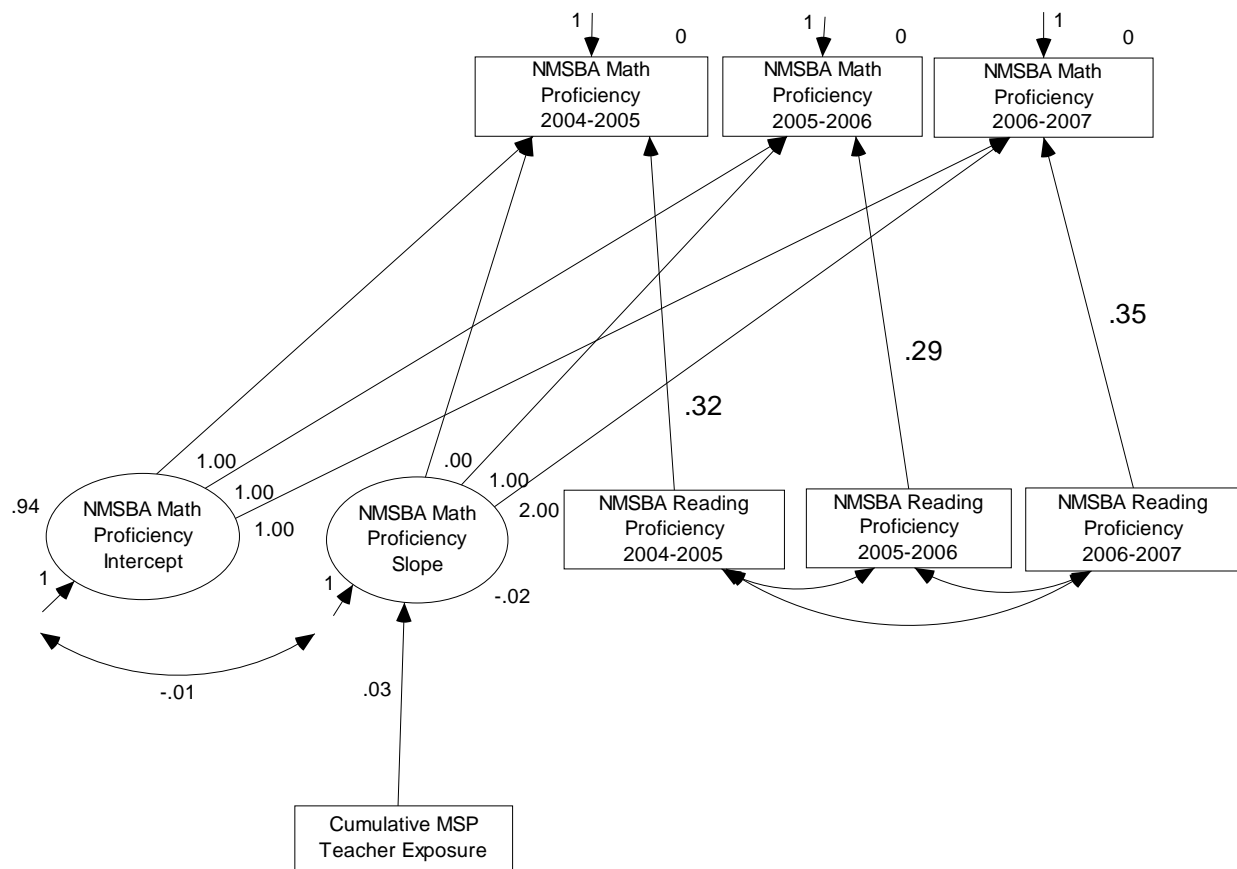 1
0
1
0
1
0
NMSBA Math
Proficiency
2004-2005
NMSBA Math
Proficiency
2005-2006
NMSBA Math
Proficiency
2006-2007
.32
.29
.35
1.00
1.00
1.00
.00
1.00
2.00
.94
NMSBA Math
Proficiency
Intercept
1
NMSBA Math
Proficiency
Slope
1
-.02
NMSBA Reading
Proficiency
2004-2005
NMSBA Reading
Proficiency
2005-2006
NMSBA Reading
Proficiency
2006-2007
-.01
.03
Cumulative MSP
Teacher Exposure